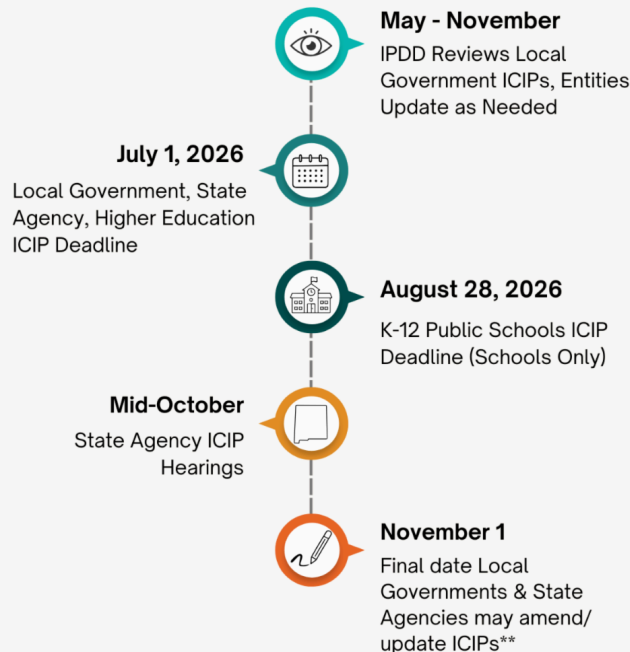 May - November
IPDD Reviews Local
Government ICIPs, Entities
Update as Needed
July 1, 2026
Local Government, State
Agency, Higher Education
ICIP Deadline
August 28, 2026
K-12 Public Schools ICIP
Deadline (Schools Only)
Mid-October
State Agency ICIP
Hearings
November 1
Final date Local
Governments & State
Agencies may amend/
update ICIPs**